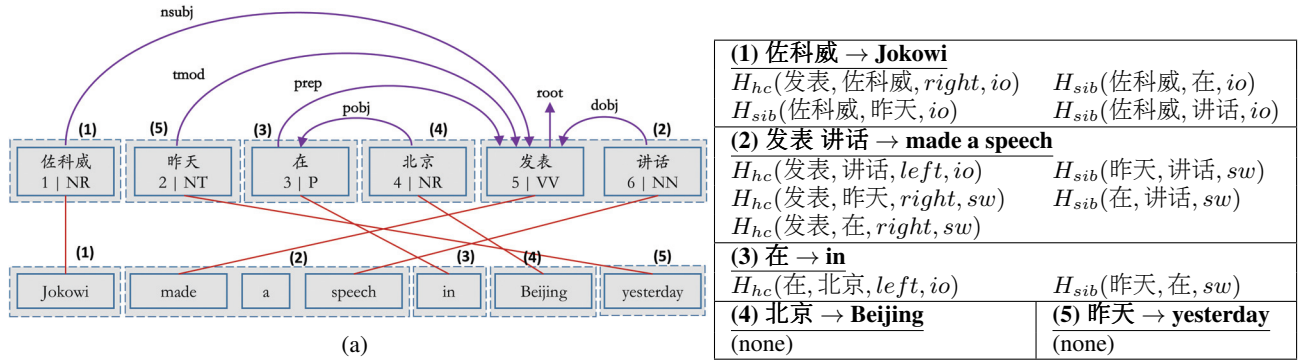 nsubj
tmod
prep
root
pobj
dobj
(1) (5) (3) (4) (2)
佐科威 昨天 在 北京 发表 讲话
1 | NR 2 | NT 3 | P 4 | NR 5 | VV 6 | NN
(1) (2) (3) (4) (5)
Jokowi made a speech in Beijing yesterday
(a)
(1) 佐科威 → Jokowi
H_hc(发表, 佐科威, right, io) H_sib(佐科威, 在, io)
H_sib(佐科威, 昨天, io) H_sib(佐科威, 讲话, io)
(2) 发表 讲话 → made a speech
H_hc(发表, 讲话, left, io) H_sib(昨天, 讲话, sw)
H_hc(发表, 昨天, right, sw) H_sib(在, 讲话, sw)
H_hc(发表, 在, right, sw)
(3) 在 → in
H_hc(在, 北京, left, io) H_sib(昨天, 在, sw)
(4) 北京 → Beijing (5) 昨天 → yesterday
(none) (none)